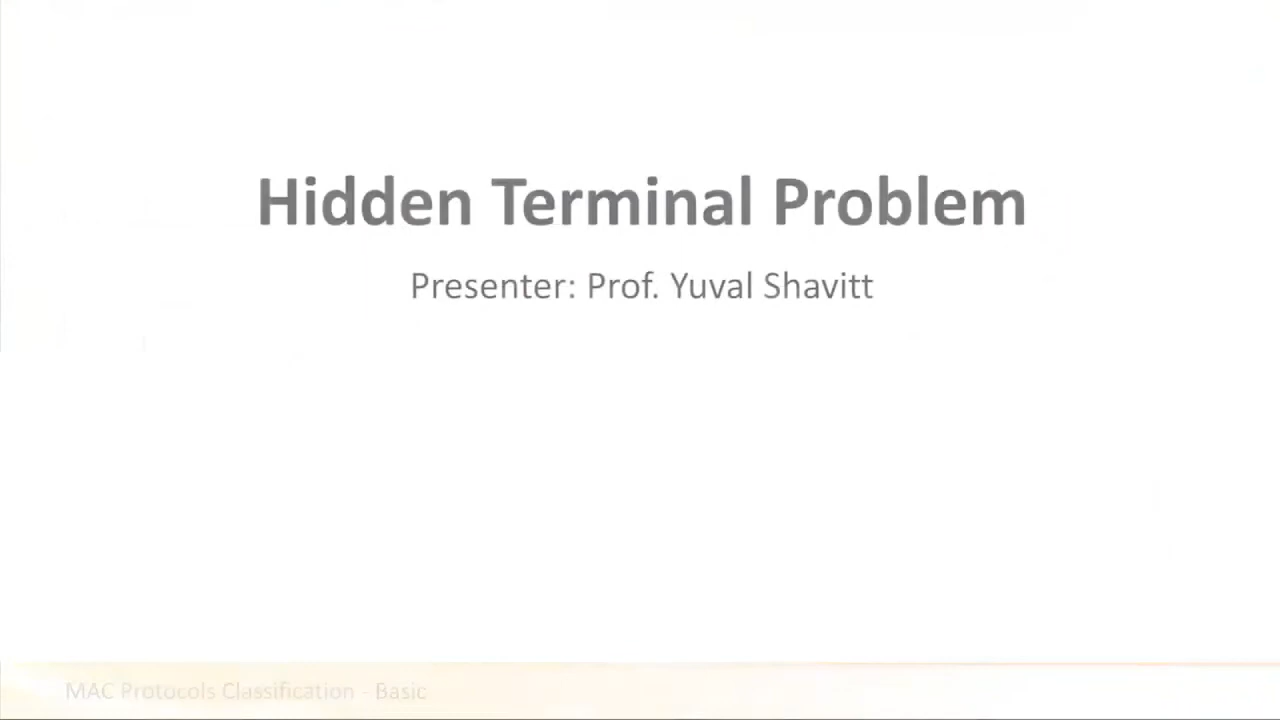 Hidden Terminal Problem
Presenter: Prof. Yuval Shavitt
MAC Protocols Classification - Basic